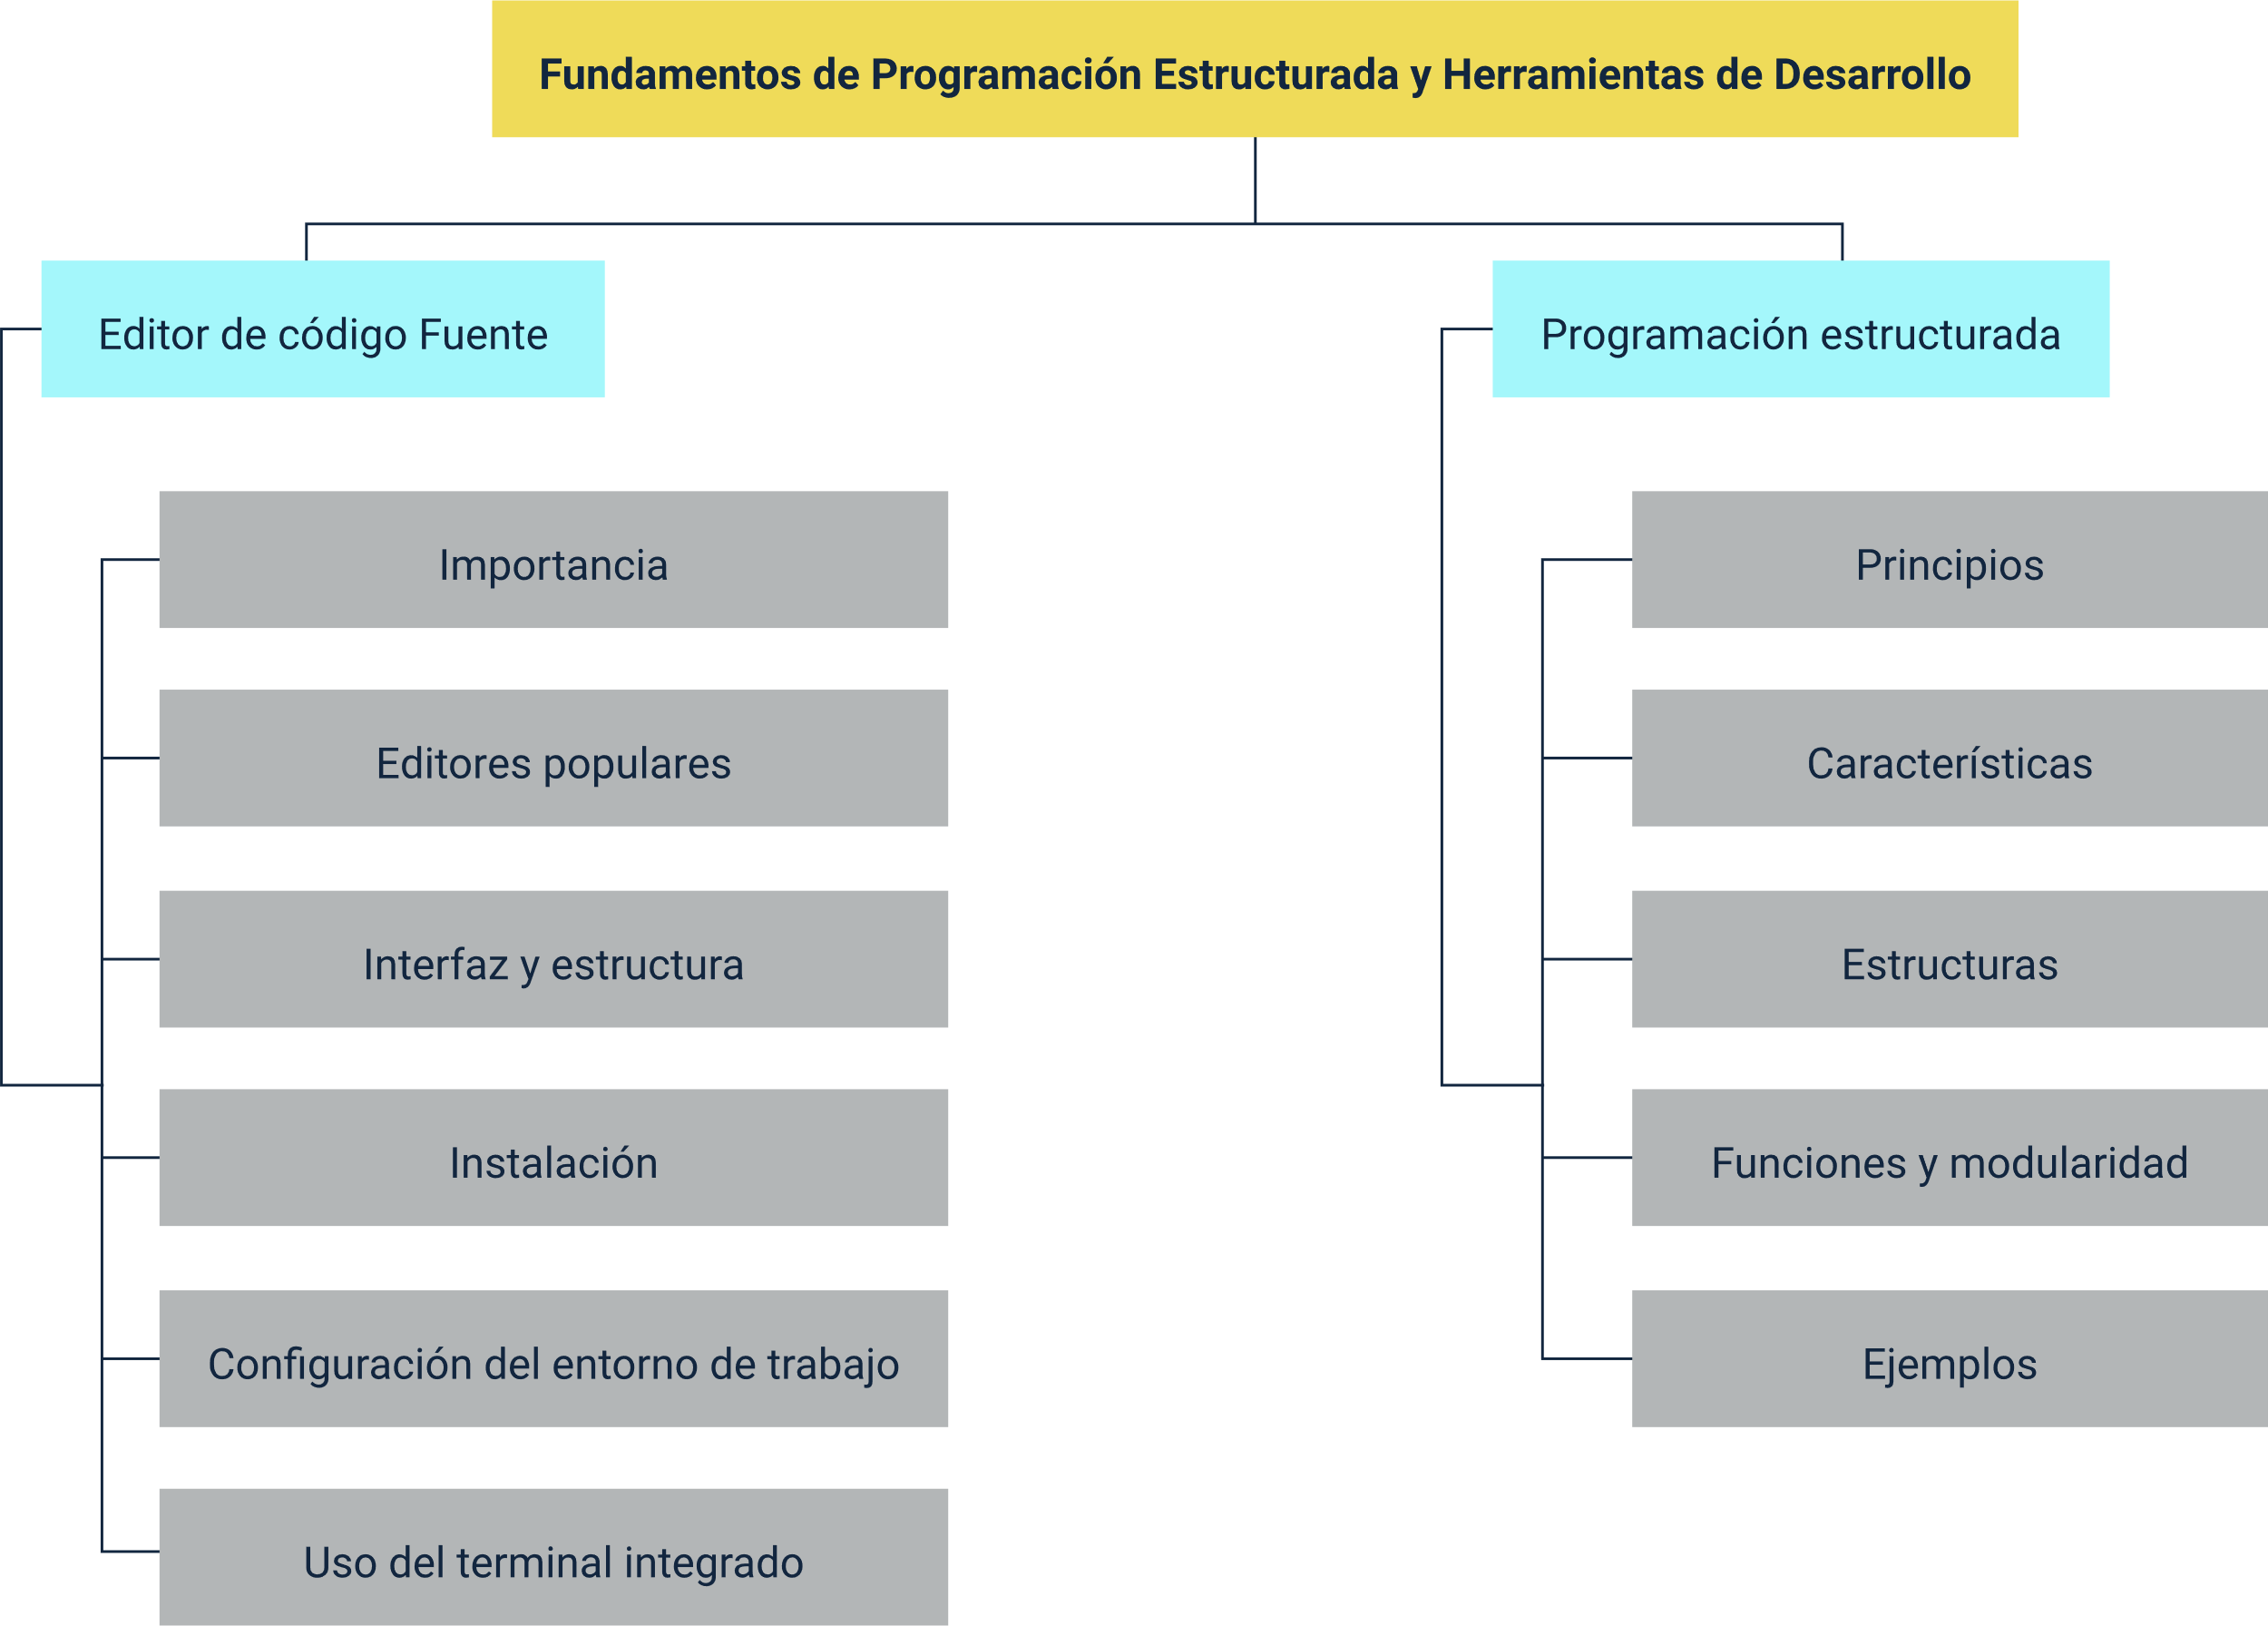 Fundamentos de Programación Estructurada y Herramientas de Desarrollo
Editor de código Fuente
Importancia
Editores populares
Interfaz y estructura
Instalación
Configuración del entorno de trabajo
Uso del terminal integrado
Programación estructurada
Principios
Características
Estructuras
Funciones y modularidad
Ejemplos